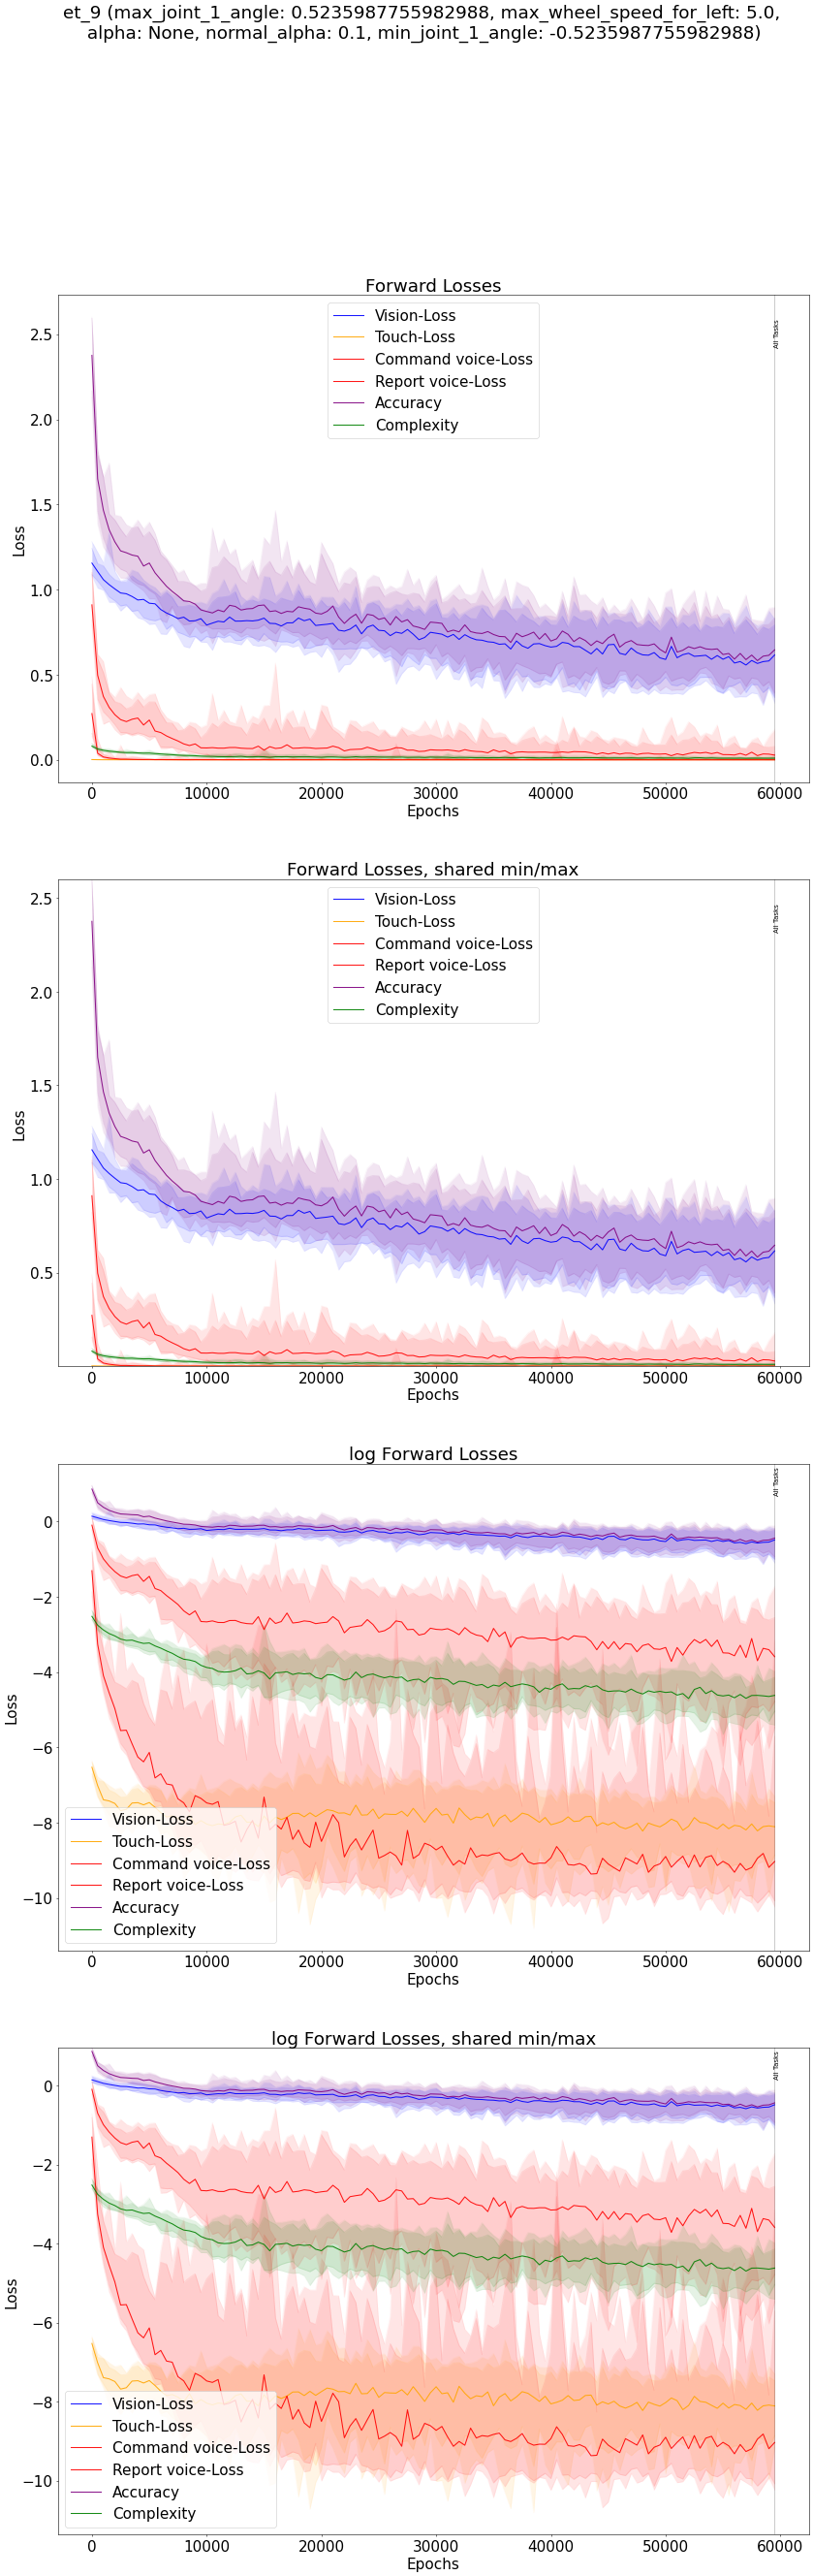 et_9 (max_joint_1_angle: 0.5235987755982988, max_wheel_speed_for_left: 5.0,
alpha: None, normal_alpha: 0.1, min_joint_1_angle: -0.5235987755982988)
Forward Losses
Vision-Loss
Touch-Loss
Command voice-Loss
Report voice-Loss
Accuracy
Complexity
All Tasks
2.5
2.0
1.5
1.0
0.5
0.0
Loss
0 10000 20000 30000 40000 50000 60000
Epochs
Forward Losses, shared min/max
Vision-Loss
Touch-Loss
Command voice-Loss
Report voice-Loss
Accuracy
Complexity
All Tasks
2.5
2.0
1.5
1.0
0.5
Loss
0 10000 20000 30000 40000 50000 60000
Epochs
log Forward Losses
All Tasks
0
−2
−4
−6
−8
−10
Loss
Vision-Loss
Touch-Loss
Command voice-Loss
Report voice-Loss
Accuracy
Complexity
0 10000 20000 30000 40000 50000 60000
Epochs
log Forward Losses, shared min/max
All Tasks
0
−2
−4
−6
−8
−10
Loss
Vision-Loss
Touch-Loss
Command voice-Loss
Report voice-Loss
Accuracy
Complexity
0 10000 20000 30000 40000 50000 60000
Epochs